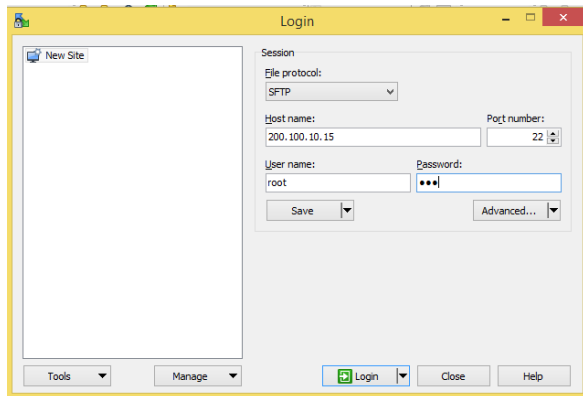 Login
New Site
Session
File protocol:
SFTP
Host name:
Port number:
200.100.10.15
22
User name:
Password:
root
●●●
Save
Advanced...
Tools
Manage
Login
Close
Help